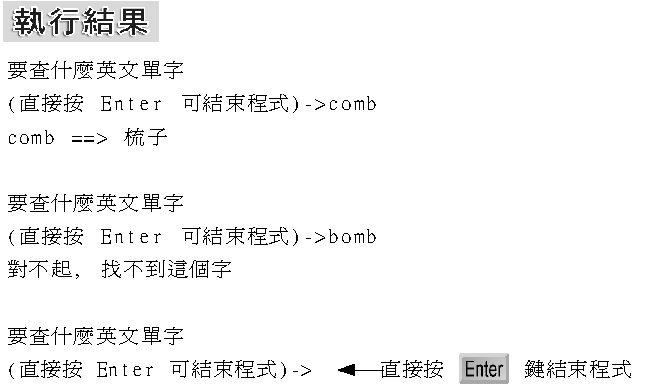 執行結果
要查什麼英文單字
(直接按 Enter 可結束程式)->comb
comb ==> 梳子
要查什麼英文單字
(直接按 Enter 可結束程式)->bomb
對不起, 找不到這個字
要查什麼英文單字
(直接按 Enter 可結束程式)-> 直接按 Enter 鍵結束程式